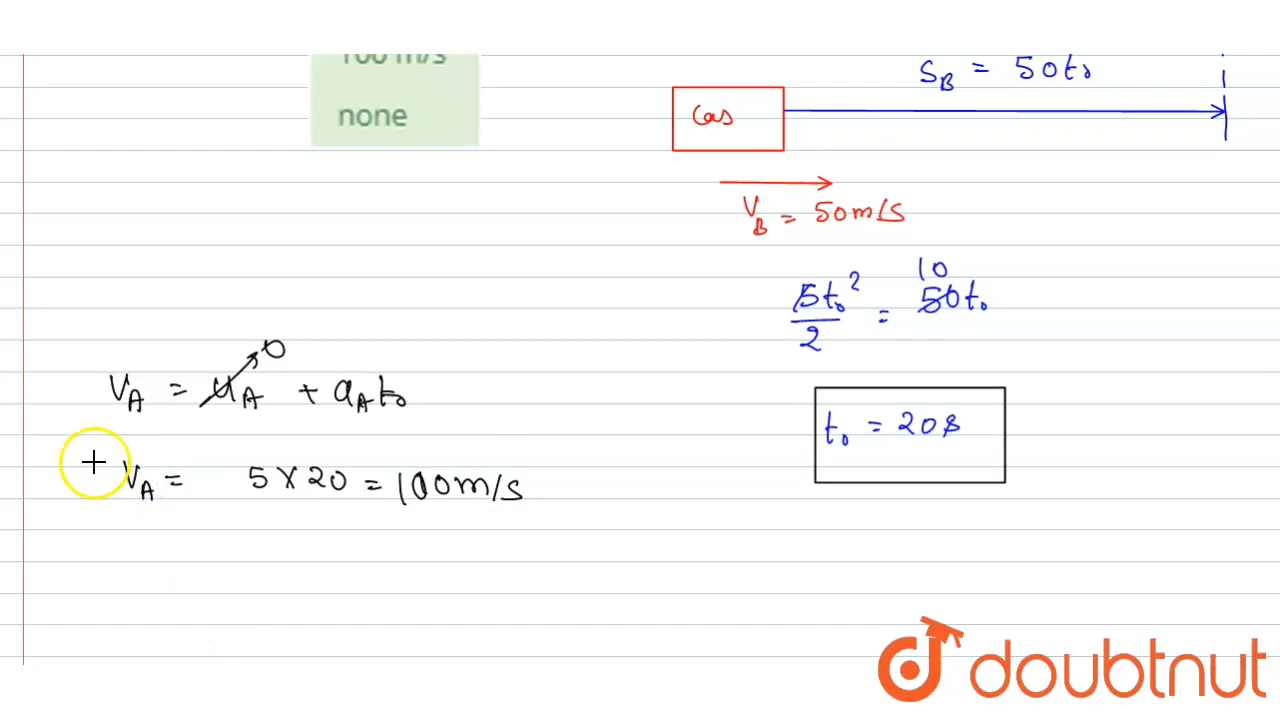 100 m/s
none
S_B = 50t₀
Cas
V_B = 50m/s
5t₀²/2 = 50t₀
10
t₀ = 20s
V_A = u_A + a_A t₀
0
V_A = 5 × 20 = 100m/s
doubtnut